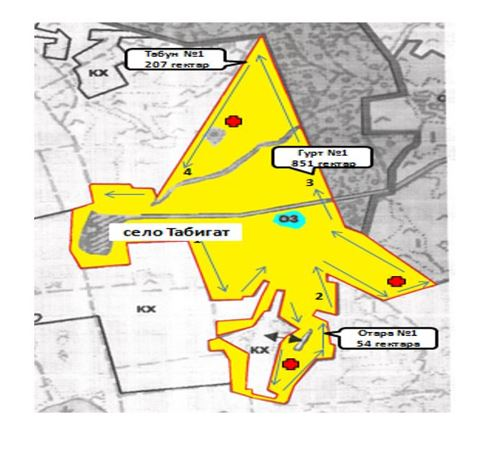 Табун №1
207 гектар
КХ
4
Гурт №1
851 гектар
3
ОЗ
село Табигат
1
2
КХ
КХ
Отара №1
54 гектара